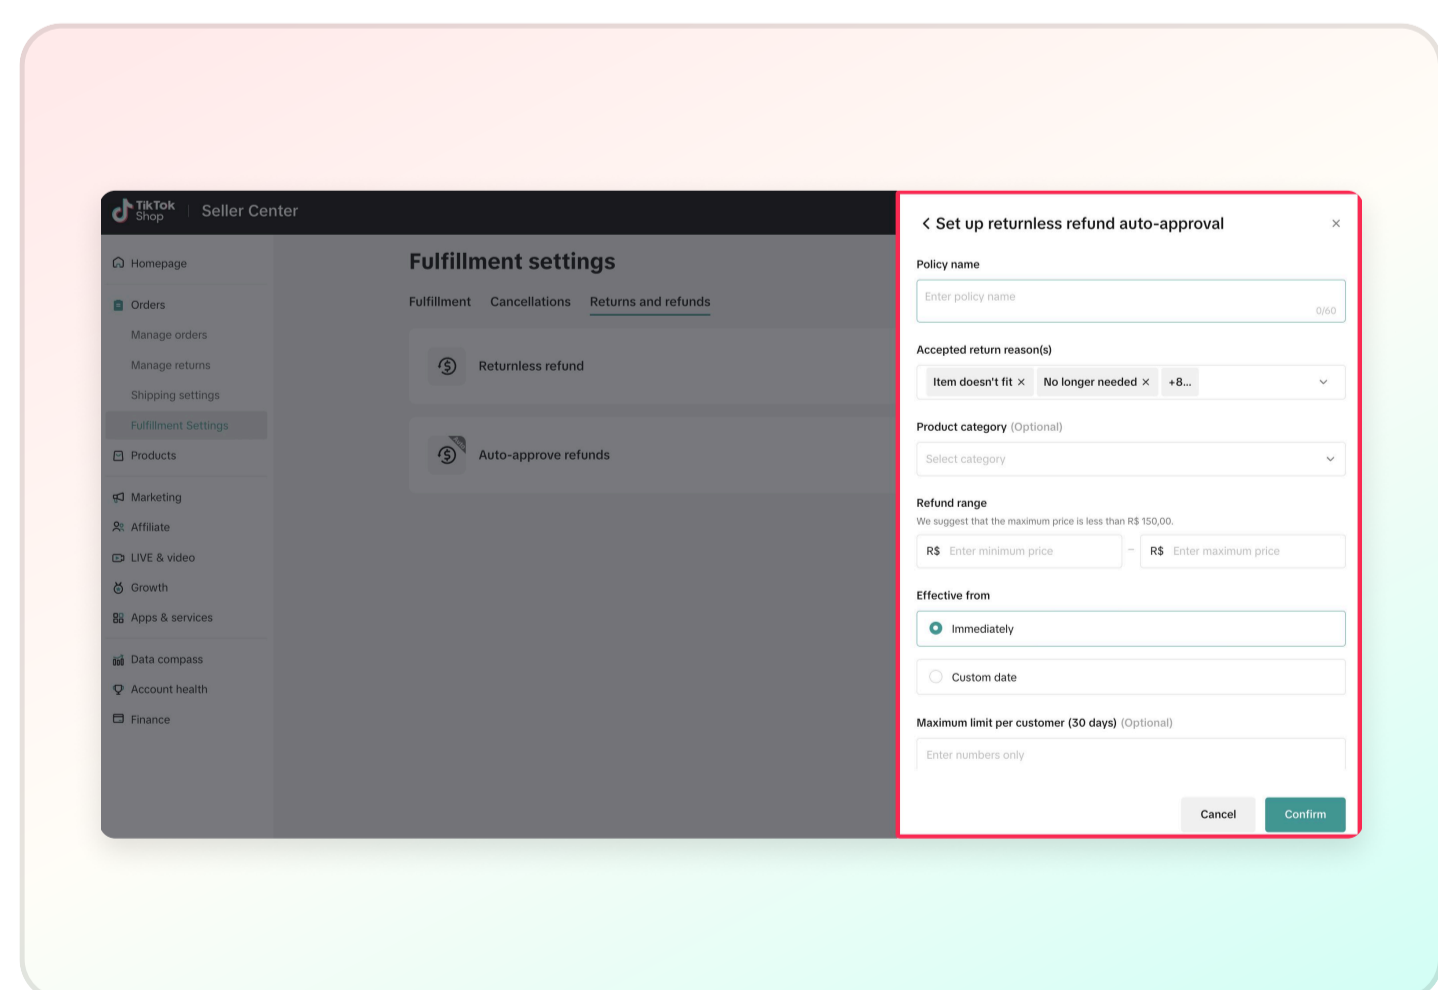 TikTok
Shop
Seller Center
Homepage
Orders
Manage orders
Manage returns
Shipping settings
Fulfillment Settings
Products
Marketing
Affiliate
LIVE & video
Growth
Apps & services
Data compass
Account health
Finance
Fulfillment settings
Fulfillment Cancellations Returns and refunds
Returnless refund
Auto-approve refunds
Set up returnless refund auto-approval
Policy name
Enter policy name
0/60
Accepted return reason(s)
Item doesn't fit × No longer needed × +8...
Product category (Optional)
Select category
Refund range
We suggest that the maximum price is less than R$ 150,00.
R$ Enter minimum price – R$ Enter maximum price
Effective from
Immediately
Custom date
Maximum limit per customer (30 days) (Optional)
Enter numbers only
Cancel Confirm